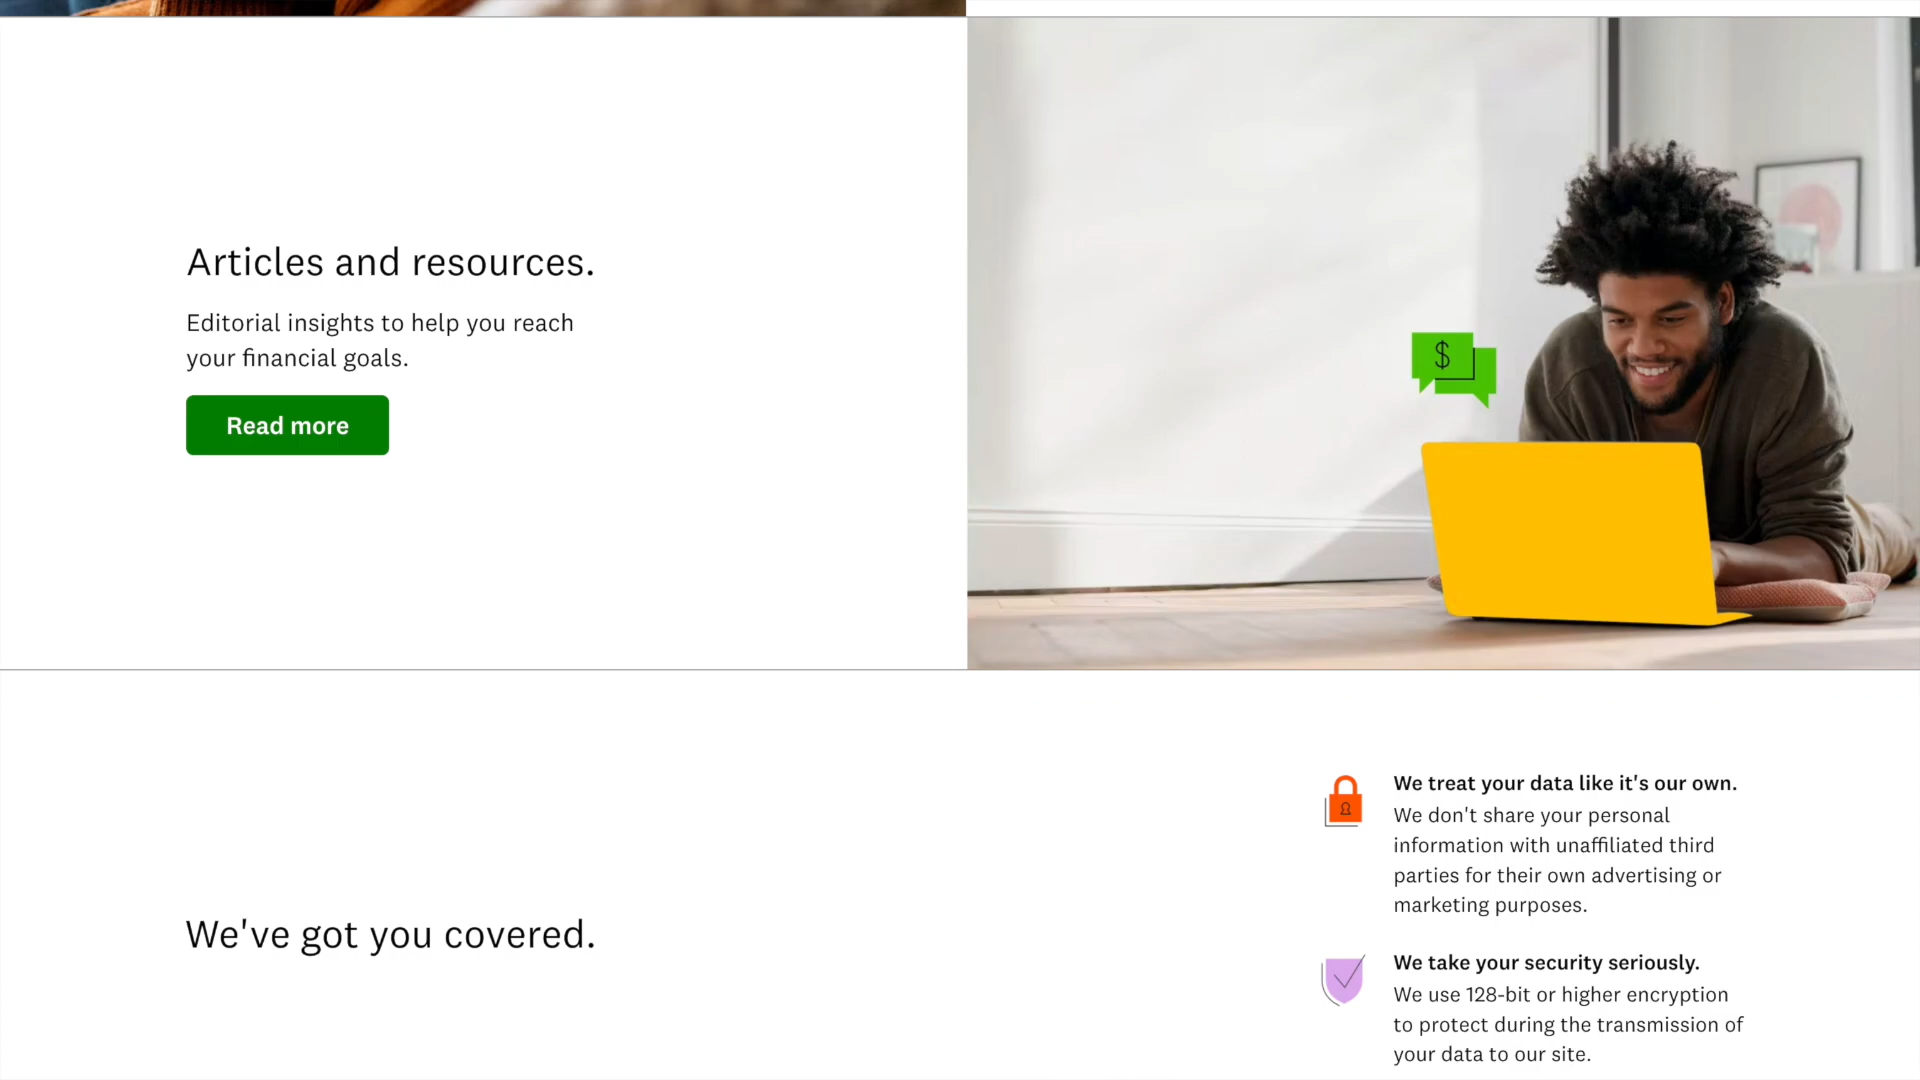 Articles and resources.
Editorial insights to help you reach
your financial goals.
Read more
$
We've got you covered.
We treat your data like it's our own.
We don't share your personal
information with unaffiliated third
parties for their own advertising or
marketing purposes.
We take your security seriously.
We use 128-bit or higher encryption
to protect during the transmission of
your data to our site.